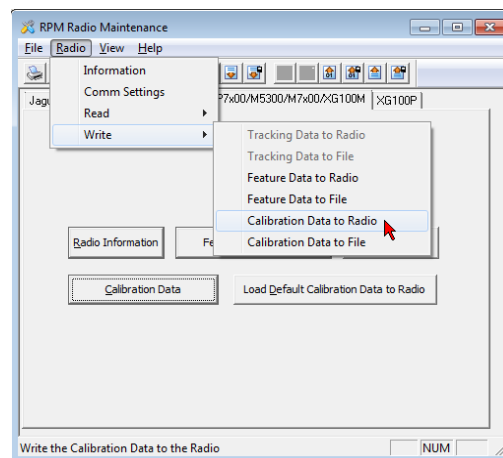 RPM Radio Maintenance
File Radio View Help
Information
Comm Settings
Read
Write
P7x00/M5300/M7x00/XG100M XG100P
Tracking Data to Radio
Tracking Data to File
Feature Data to Radio
Feature Data to File
Calibration Data to Radio
Calibration Data to File
Radio Information
Calibration Data
Load Default Calibration Data to Radio
Write the Calibration Data to the Radio
NUM